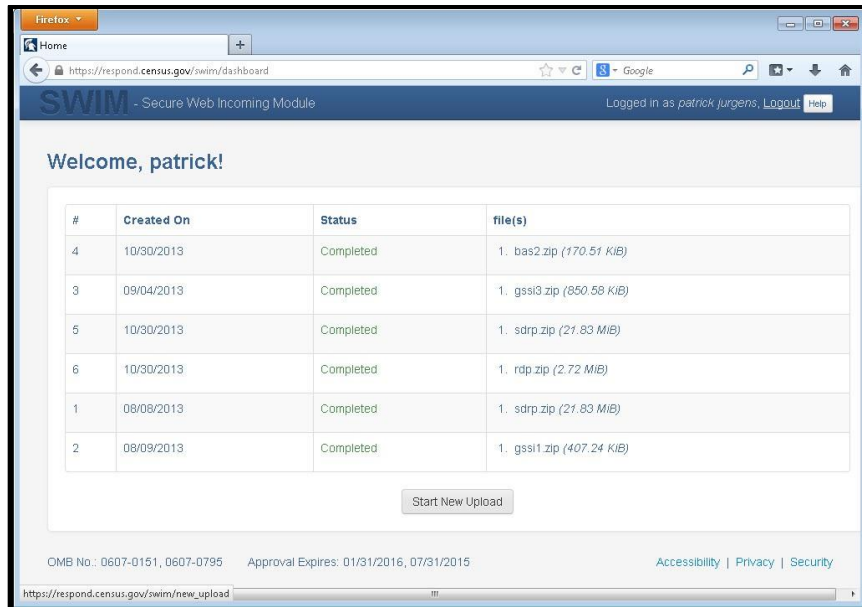 Firefox
Home
https://respond.census.gov/swim/dashboard
Google
SWIM - Secure Web Incoming Module
Logged in as patrick jurgens, Logout Help
Welcome, patrick!
# Created On Status file(s)
4 10/30/2013 Completed 1. bas2.zip (170.51 KiB)
3 09/04/2013 Completed 1. gssi3.zip (850.58 KiB)
5 10/30/2013 Completed 1. sdrp.zip (21.83 MiB)
6 10/30/2013 Completed 1. rdp.zip (2.72 MiB)
1 08/08/2013 Completed 1. sdrp.zip (21.83 MiB)
2 08/09/2013 Completed 1. gssi1.zip (407.24 KiB)
Start New Upload
OMB No.: 0607-0151, 0607-0795 Approval Expires: 01/31/2016, 07/31/2015 Accessibility | Privacy | Security
https://respond.census.gov/swim/new_upload